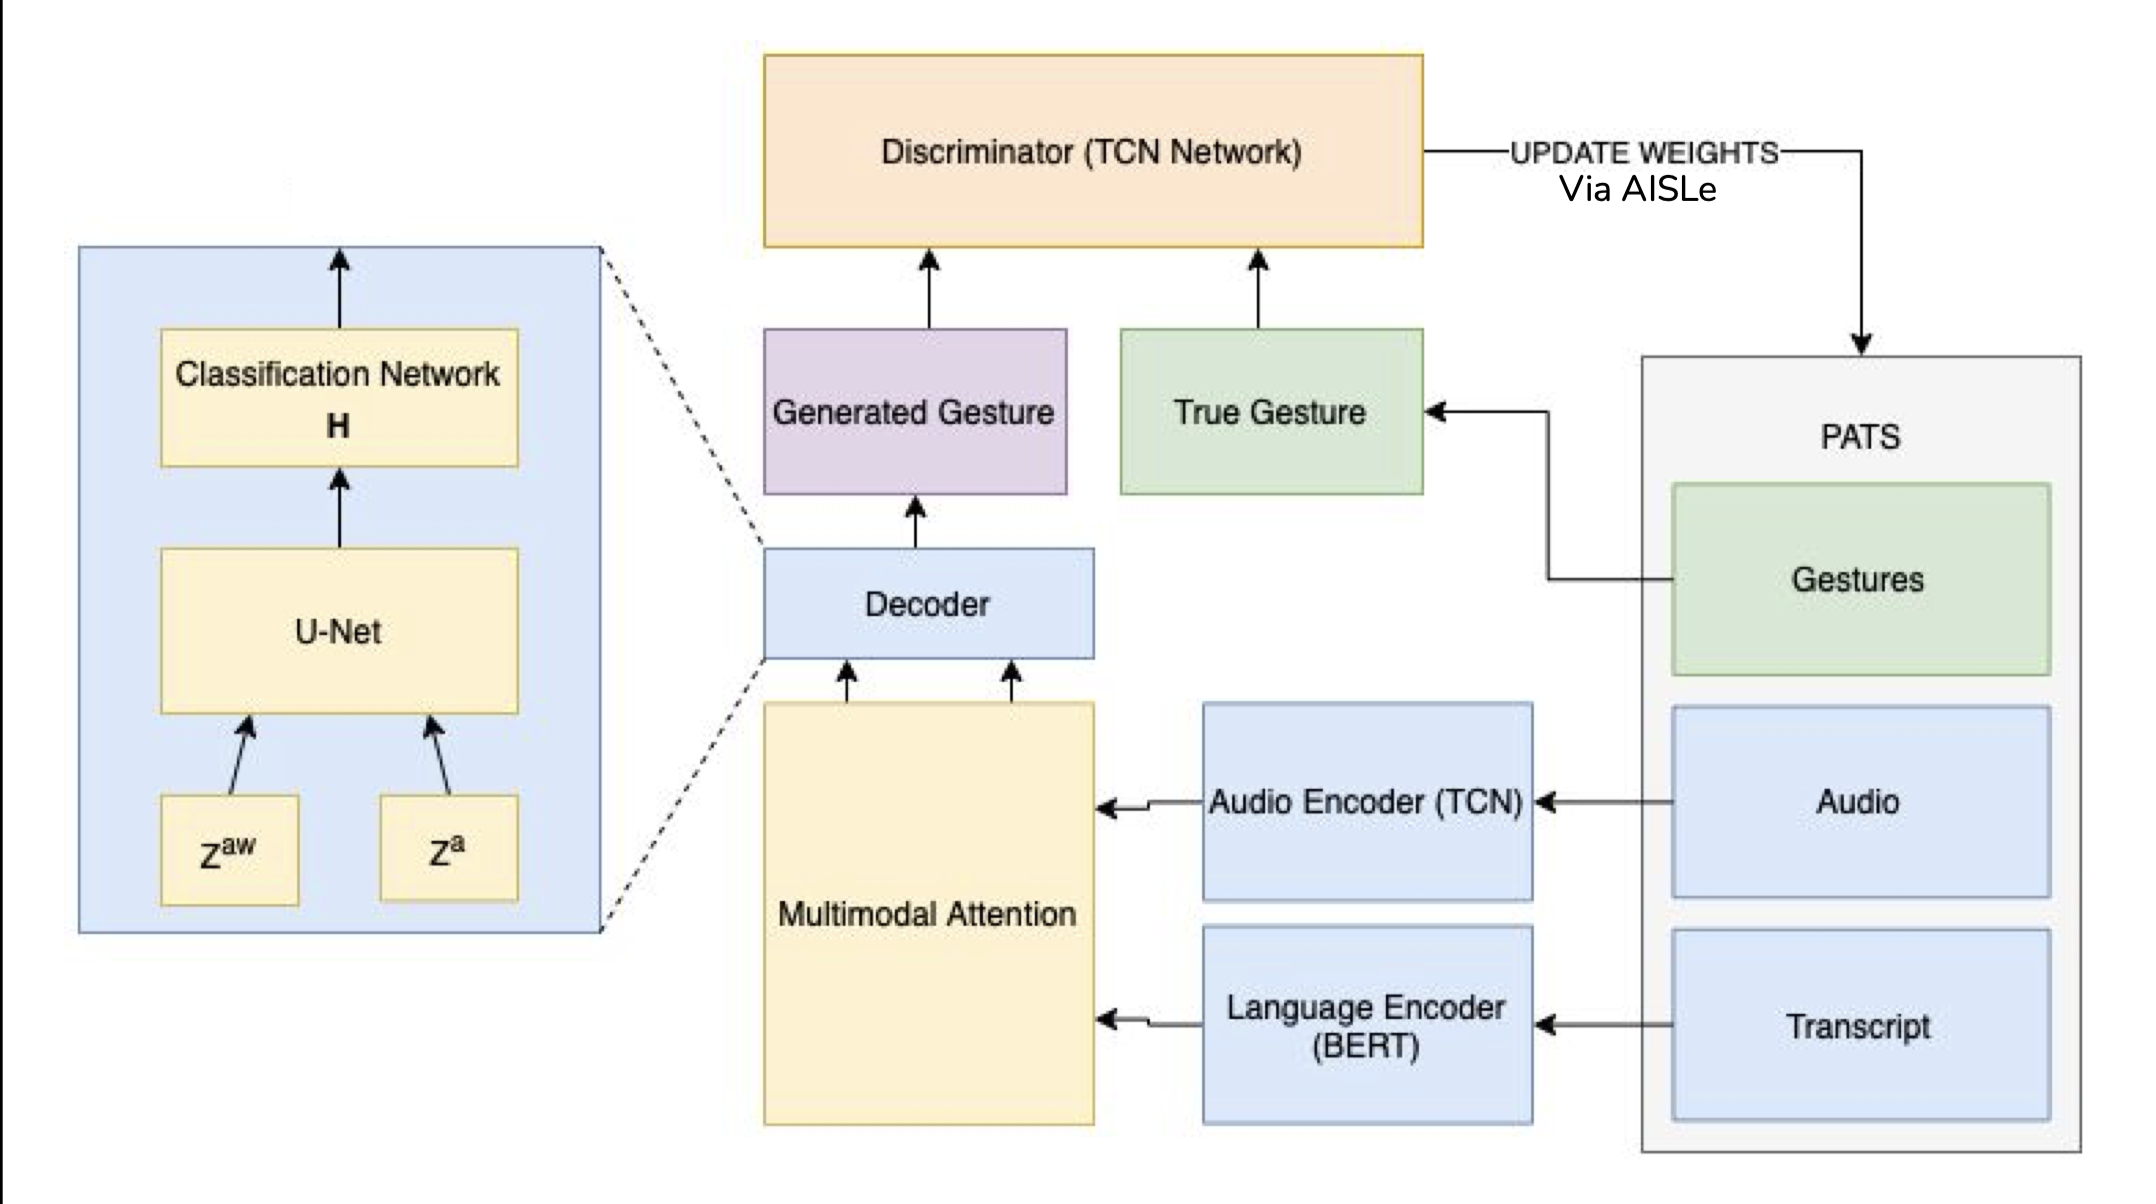 Discriminator (TCN Network)
UPDATE WEIGHTS
Via AISLe
Classification Network
H
U-Net
Z^aw
Z^a
Generated Gesture
True Gesture
Decoder
Multimodal Attention
Audio Encoder (TCN)
Language Encoder
(BERT)
PATS
Gestures
Audio
Transcript